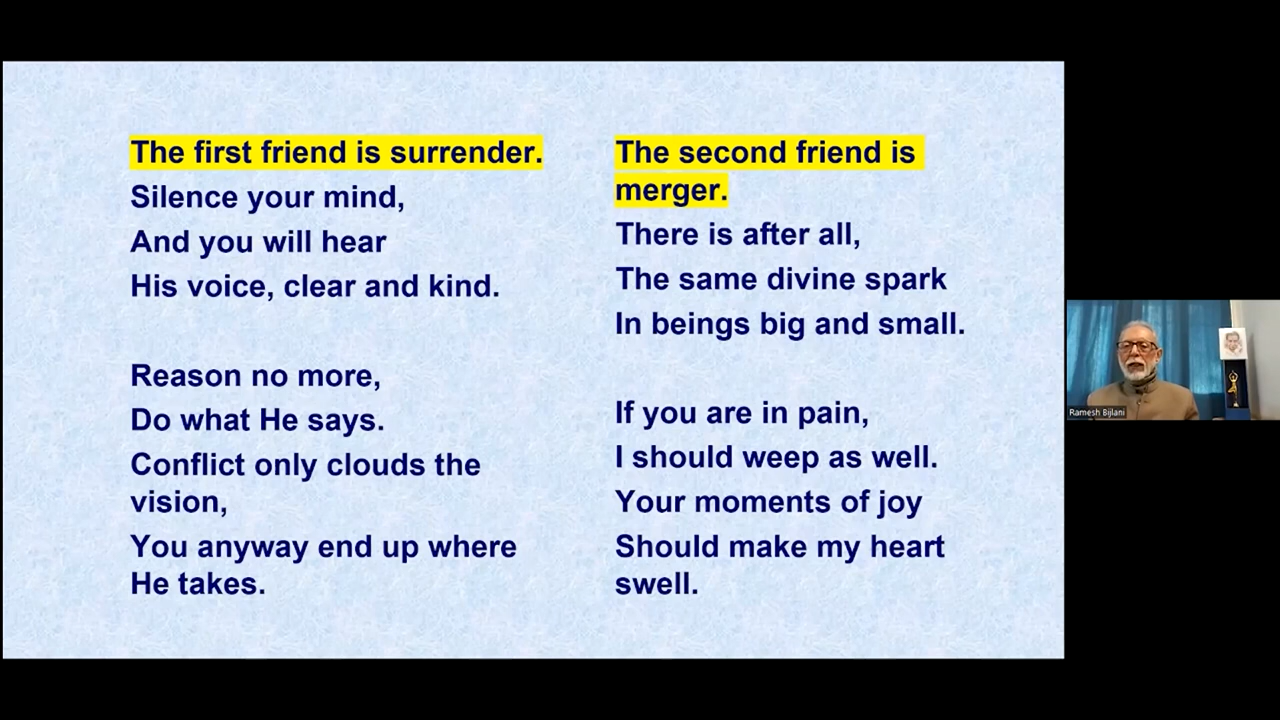 The first friend is surrender.
Silence your mind,
And you will hear
His voice, clear and kind.
Reason no more,
Do what He says.
Conflict only clouds the
vision,
You anyway end up where
He takes.
The second friend is
merger.
There is after all,
The same divine spark
In beings big and small.
If you are in pain,
I should weep as well.
Your moments of joy
Should make my heart
swell.
Ramesh Bijlani